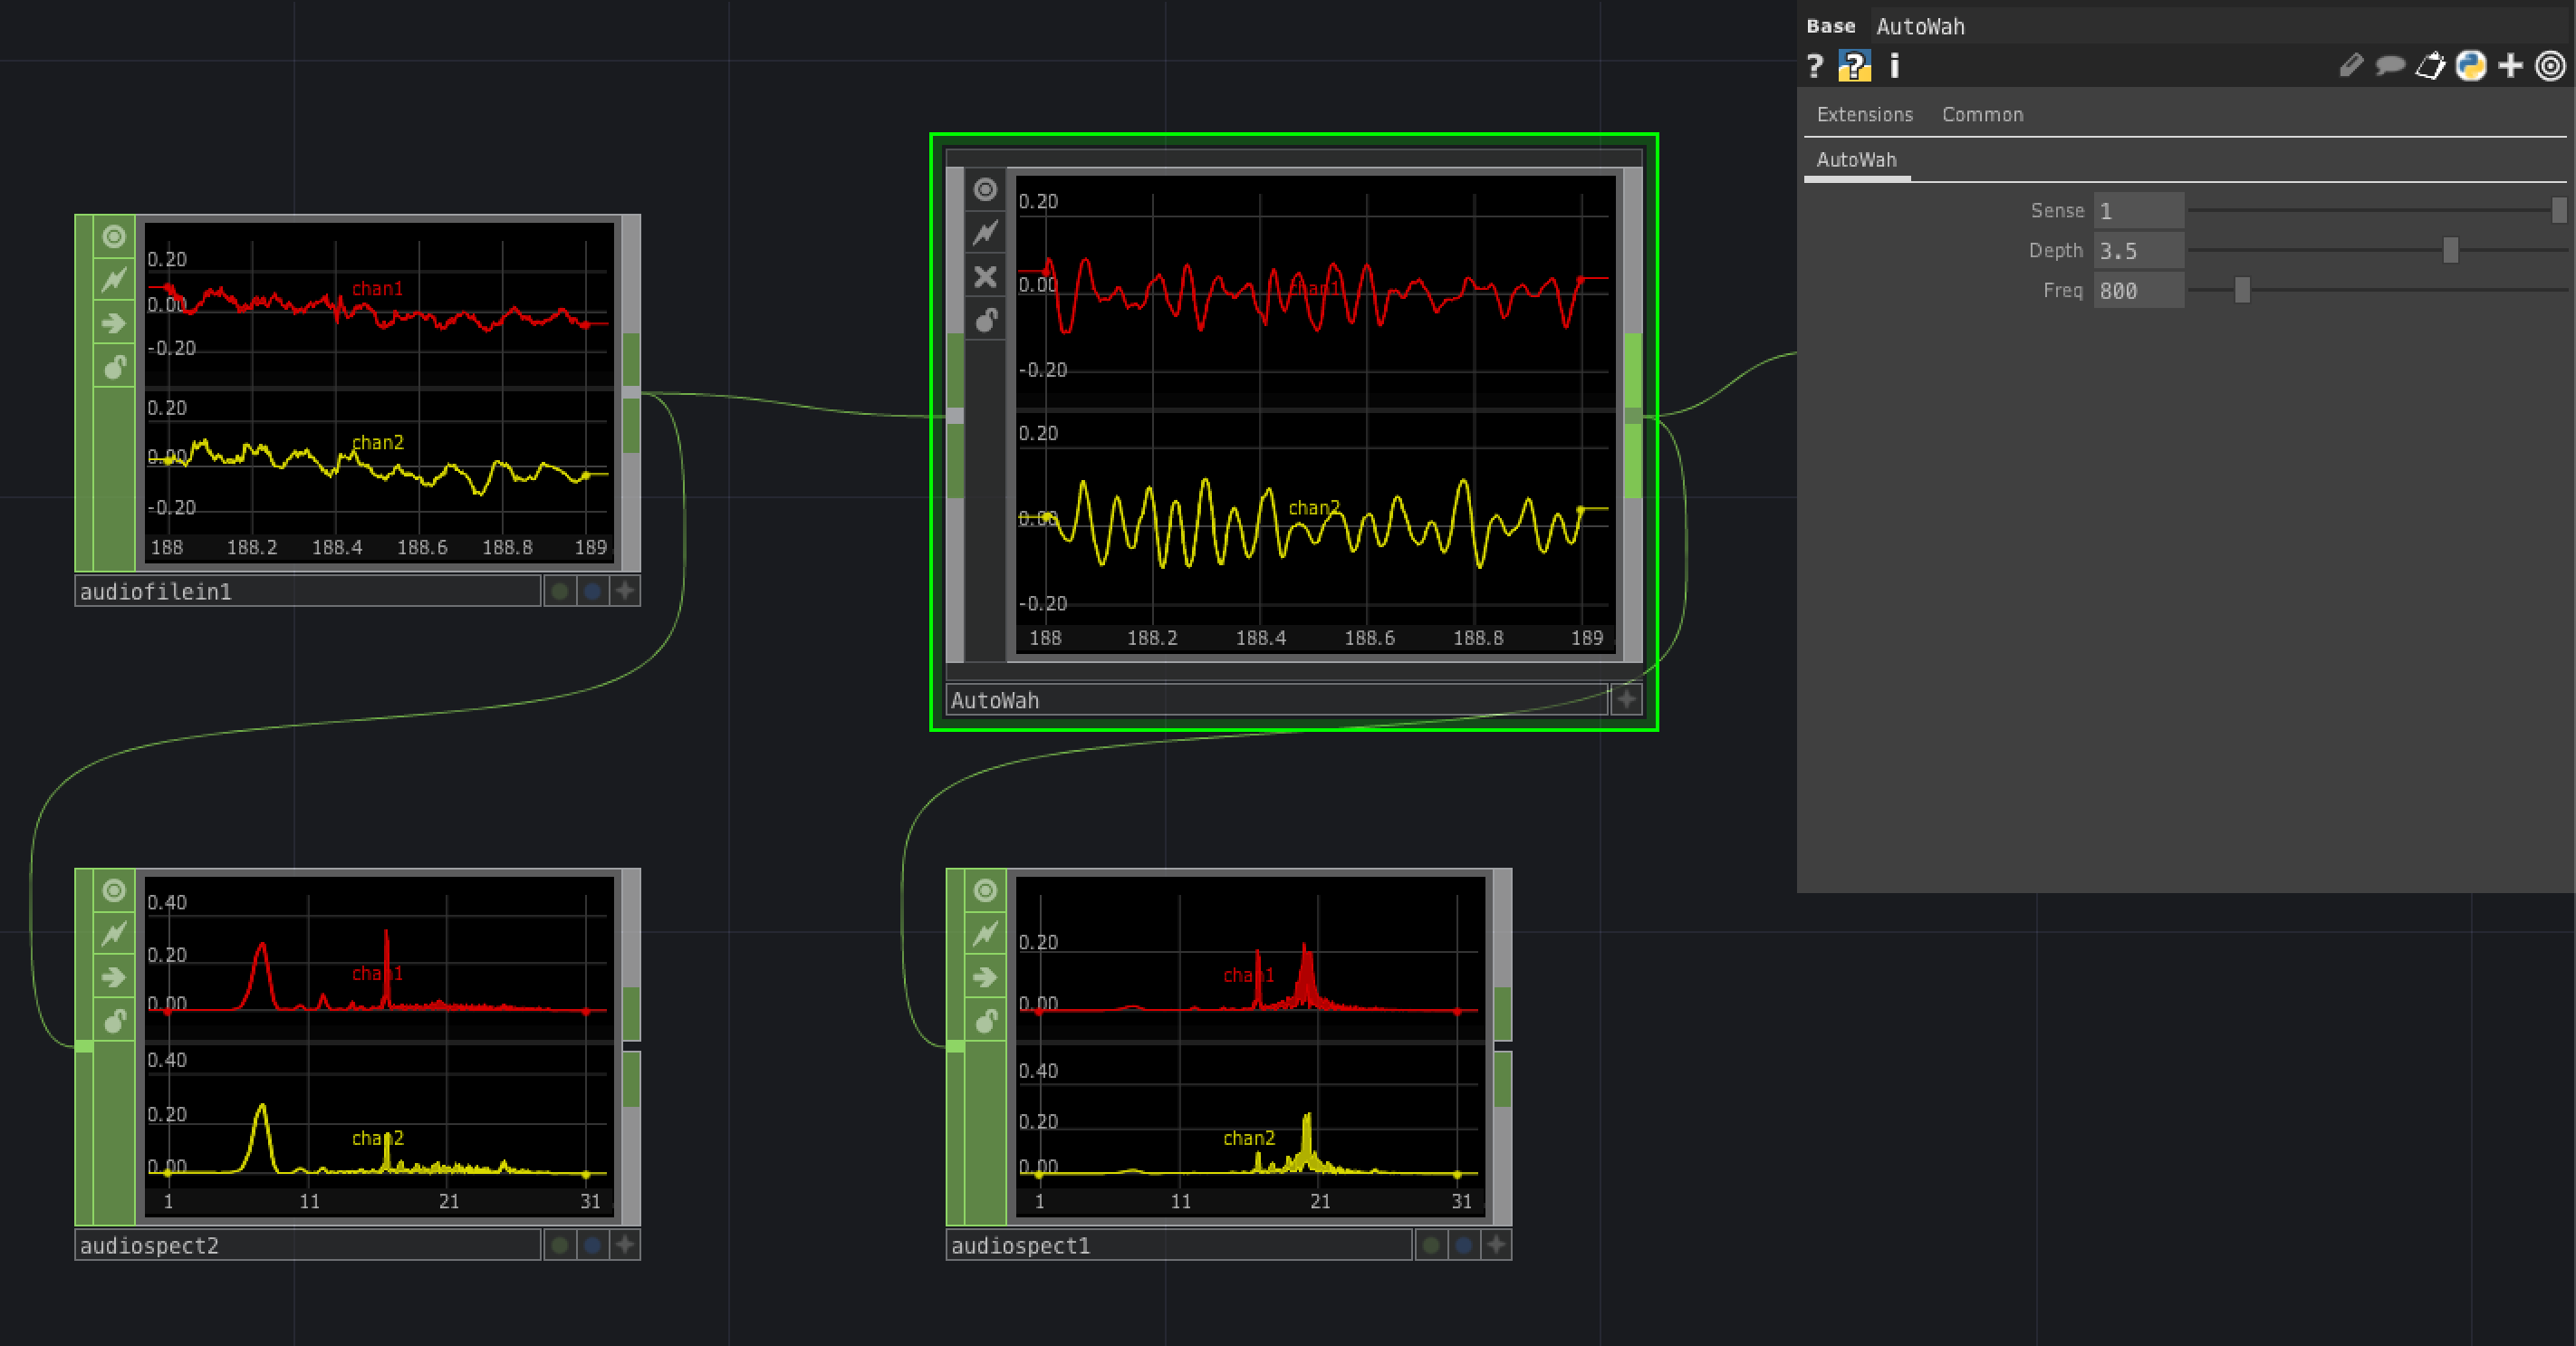 Base AutoWah
? ? i
Extensions Common
AutoWah
Sense 1
Depth 3.5
Freq 800
0.20
chan1
0.00
-0.20
0.20
chan2
0.00
-0.20
188 188.2 188.4 188.6 188.8 189
audiofilein1
0.20
0.00 chan1
-0.20
0.20
chan2
0.00
-0.20
188 188.2 188.4 188.6 188.8 189
AutoWah
0.40
0.20
chan1
0.00
0.40
0.20
chan2
0.00
1 11 21 31
audiospect2
0.20
chan1
0.00
0.40
0.20
chan2
0.00
1 11 21 31
audiospect1